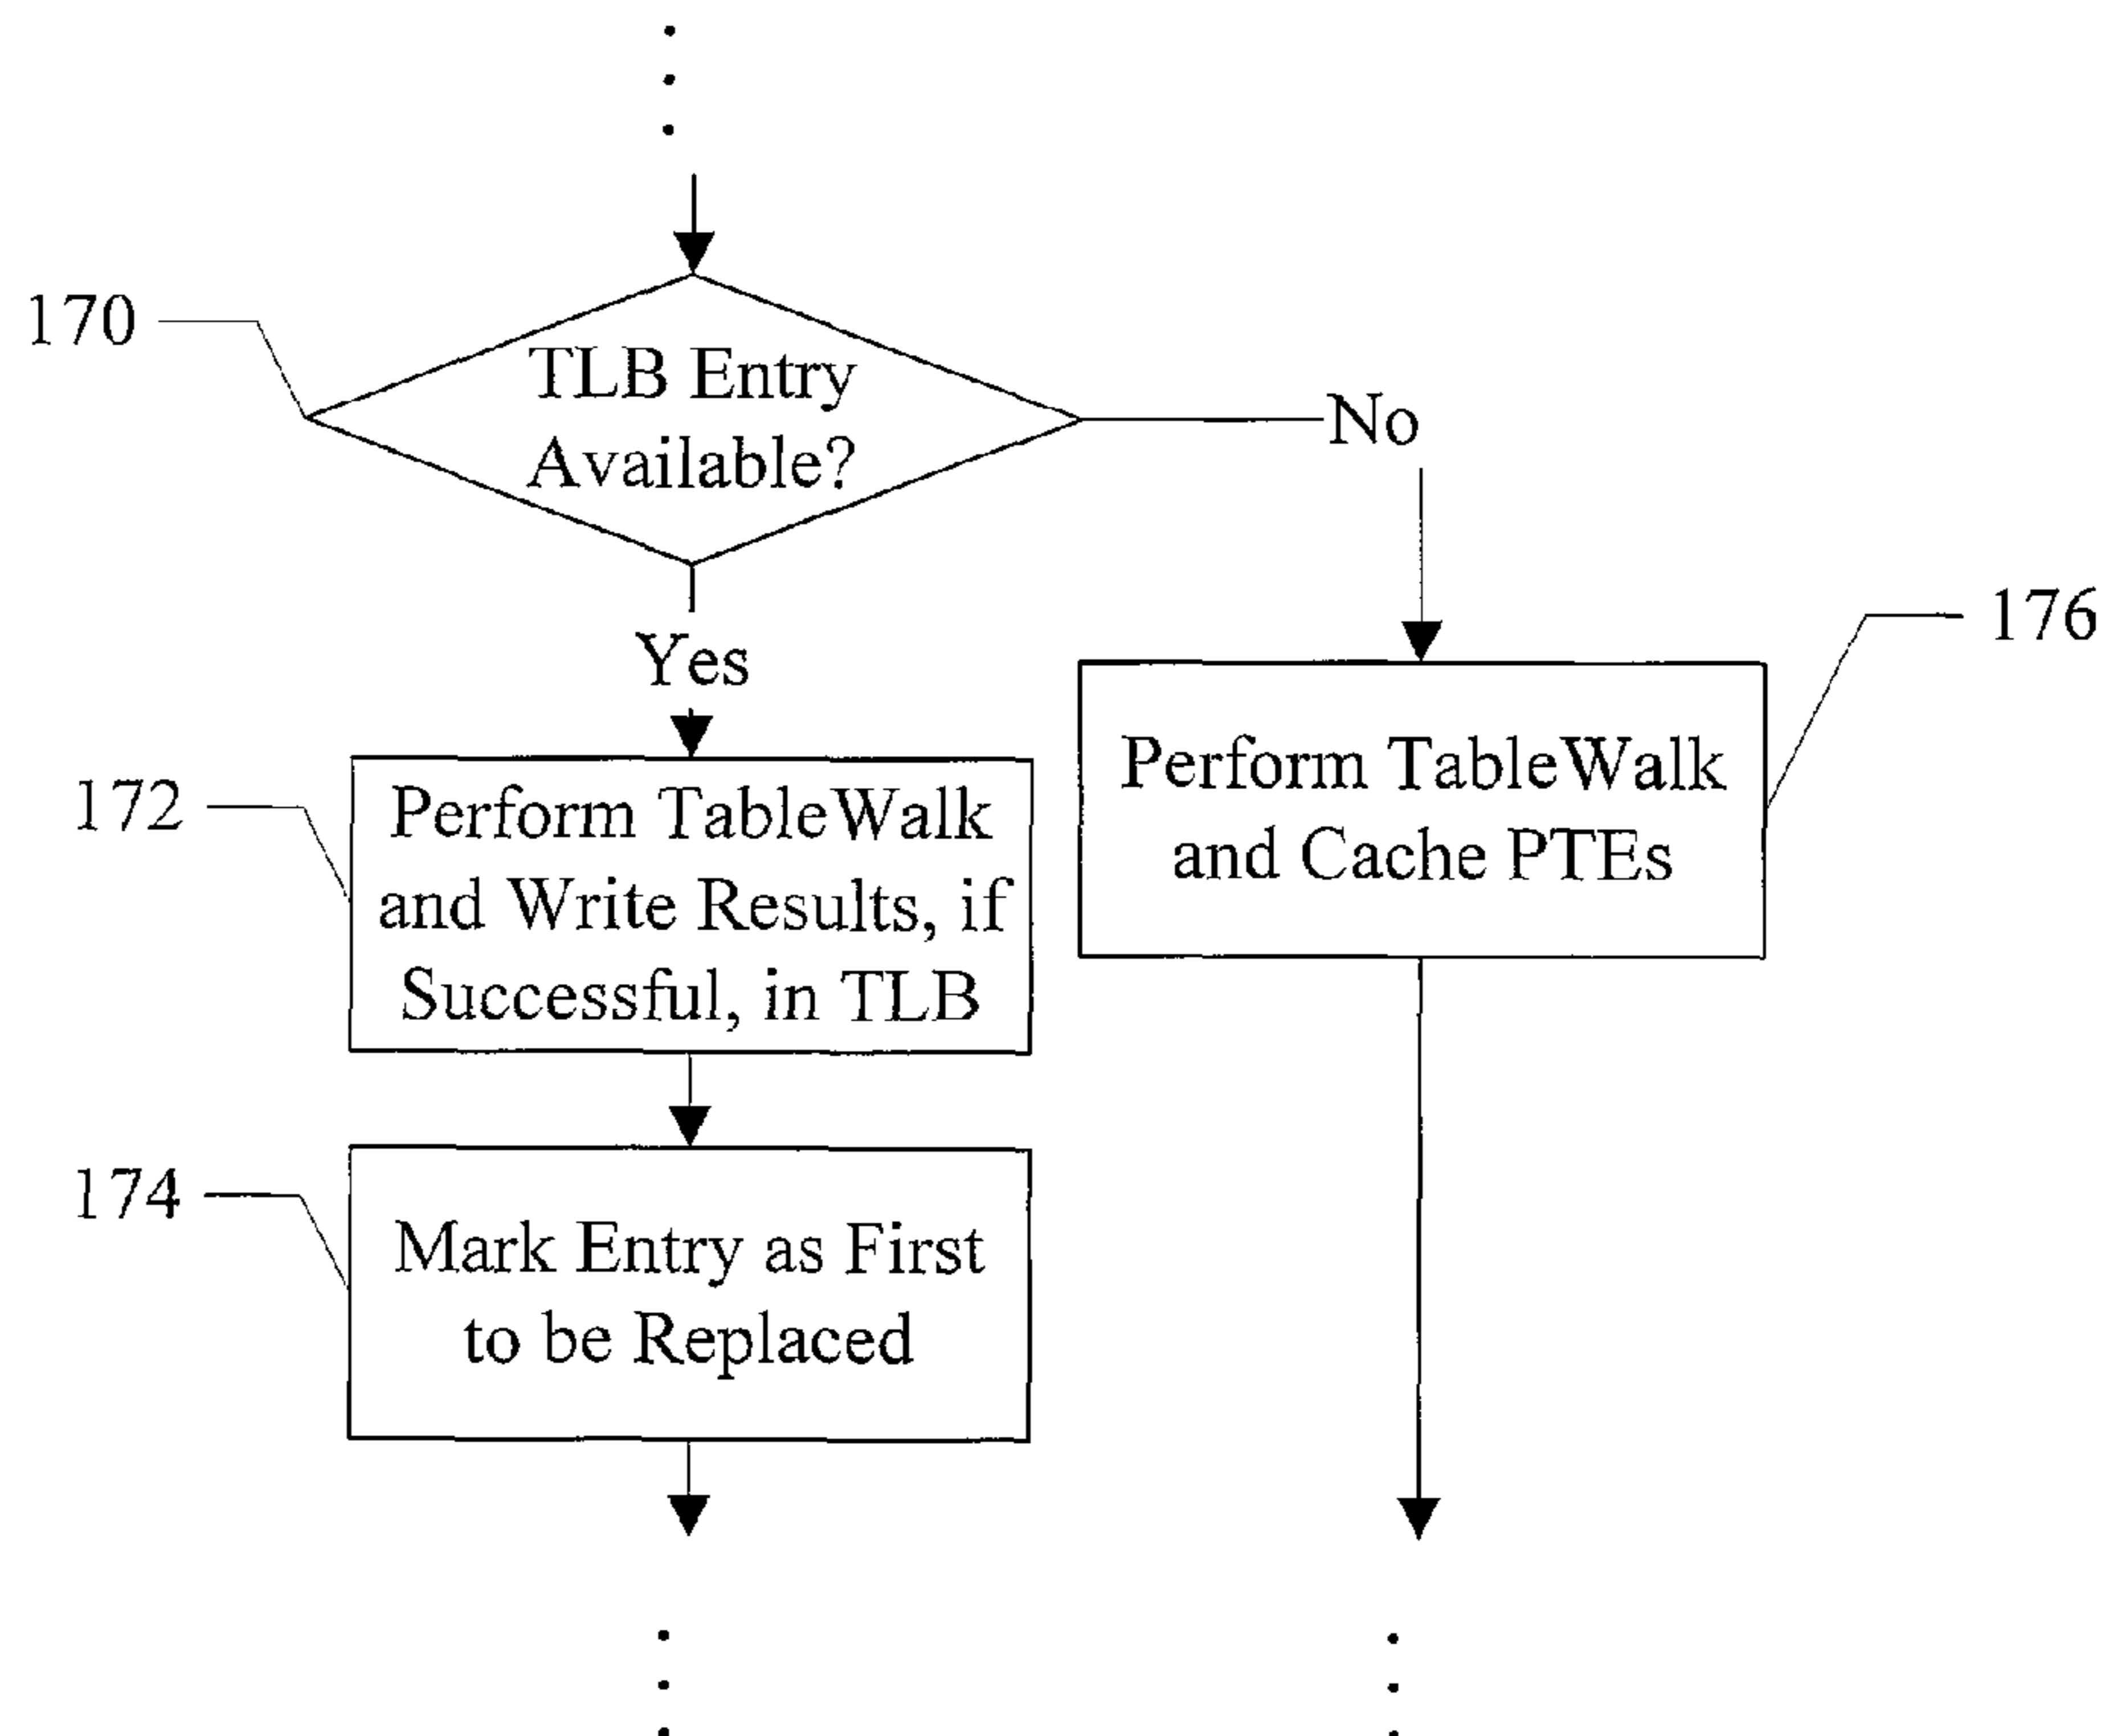 170
TLB Entry
Available?
No
Yes
176
Perform TableWalk
and Cache PTEs
172
Perform TableWalk
and Write Results, if
Successful, in TLB
174
Mark Entry as First
to be Replaced